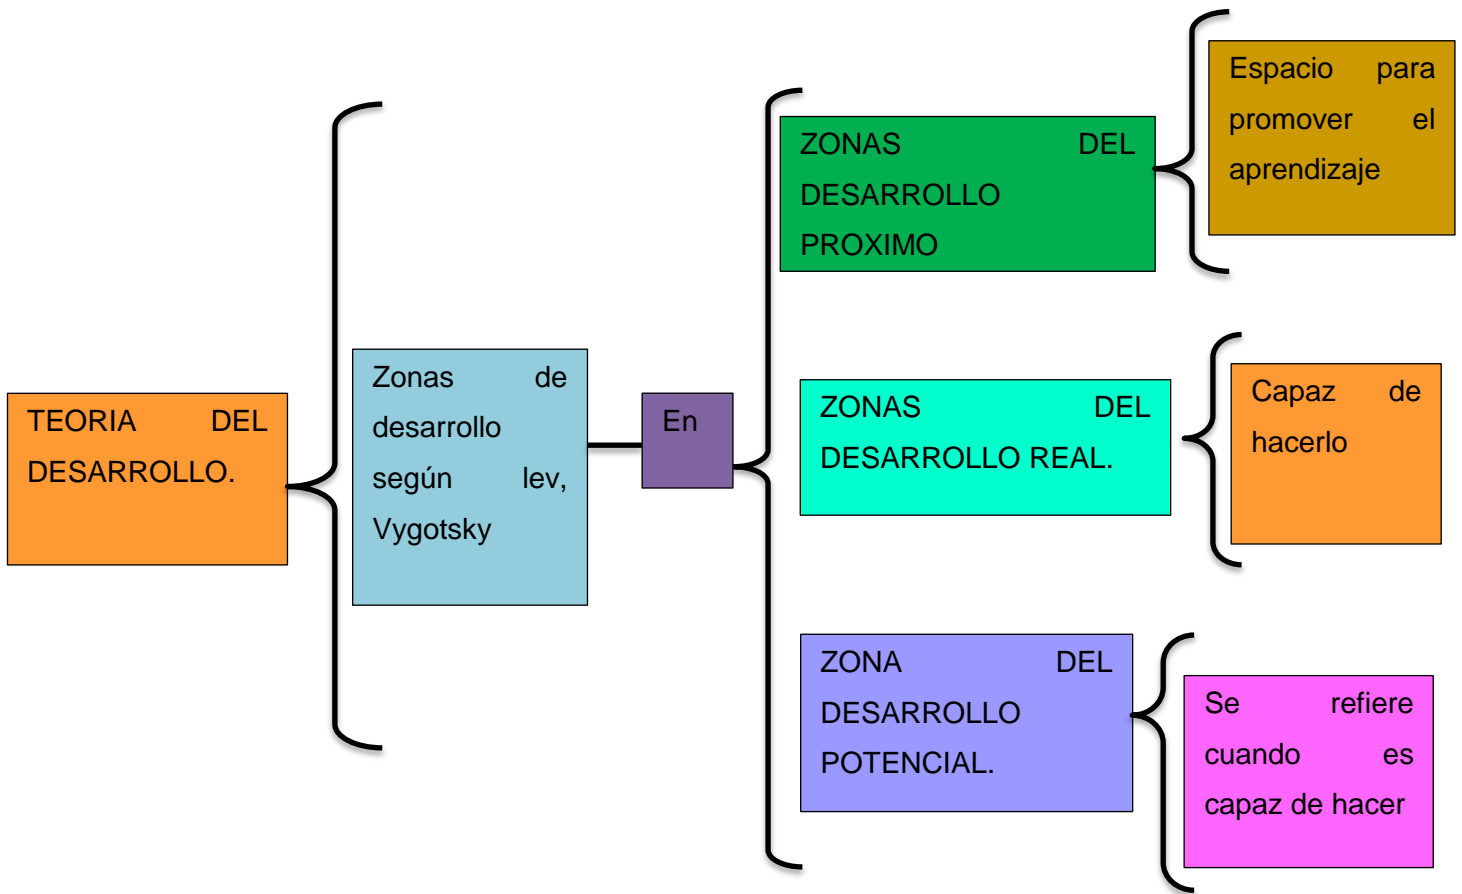 TEORIA DEL
DESARROLLO.
Zonas de
desarrollo
según lev,
Vygotsky
En
ZONAS DEL
DESARROLLO
PROXIMO
Espacio para
promover el
aprendizaje
ZONAS DEL
DESARROLLO REAL.
Capaz de
hacerlo
ZONA DEL
DESARROLLO
POTENCIAL.
Se refiere
cuando es
capaz de hacer